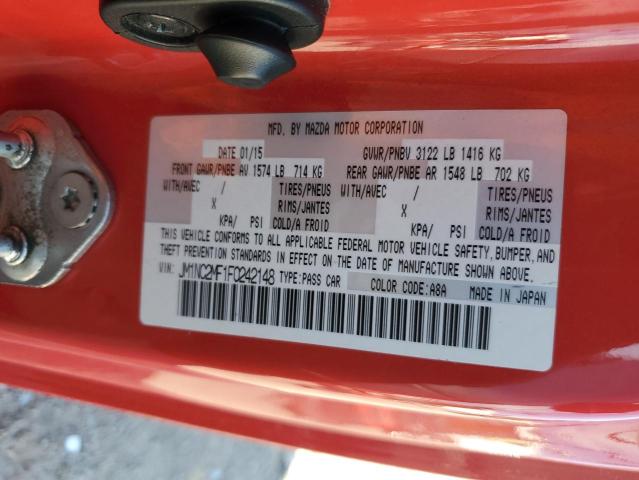 MFD. BY MAZDA MOTOR CORPORATION
DATE 01/15 GVWR/PNBV 3122 LB 1416 KG
FRONT GAWR/PNBE AV 1574 LB 714 KG REAR GAWR/PNBE AR 1548 LB 702 KG
WITH/AVEC / TIRES/PNEUS WITH/AVEC / TIRES/PNEUS
X RIMS/JANTES X RIMS/JANTES
KPA/ PSI COLD/A FROID KPA/ PSI COLD/A FROID
THIS VEHICLE CONFORMS TO ALL APPLICABLE FEDERAL MOTOR VEHICLE SAFETY, BUMPER, AND
THEFT PREVENTION STANDARDS IN EFFECT ON THE DATE OF MANUFACTURE SHOWN ABOVE.
VIN: JM1NC2MF1F0242148 TYPE:PASS CAR COLOR CODE:A8A MADE IN JAPAN